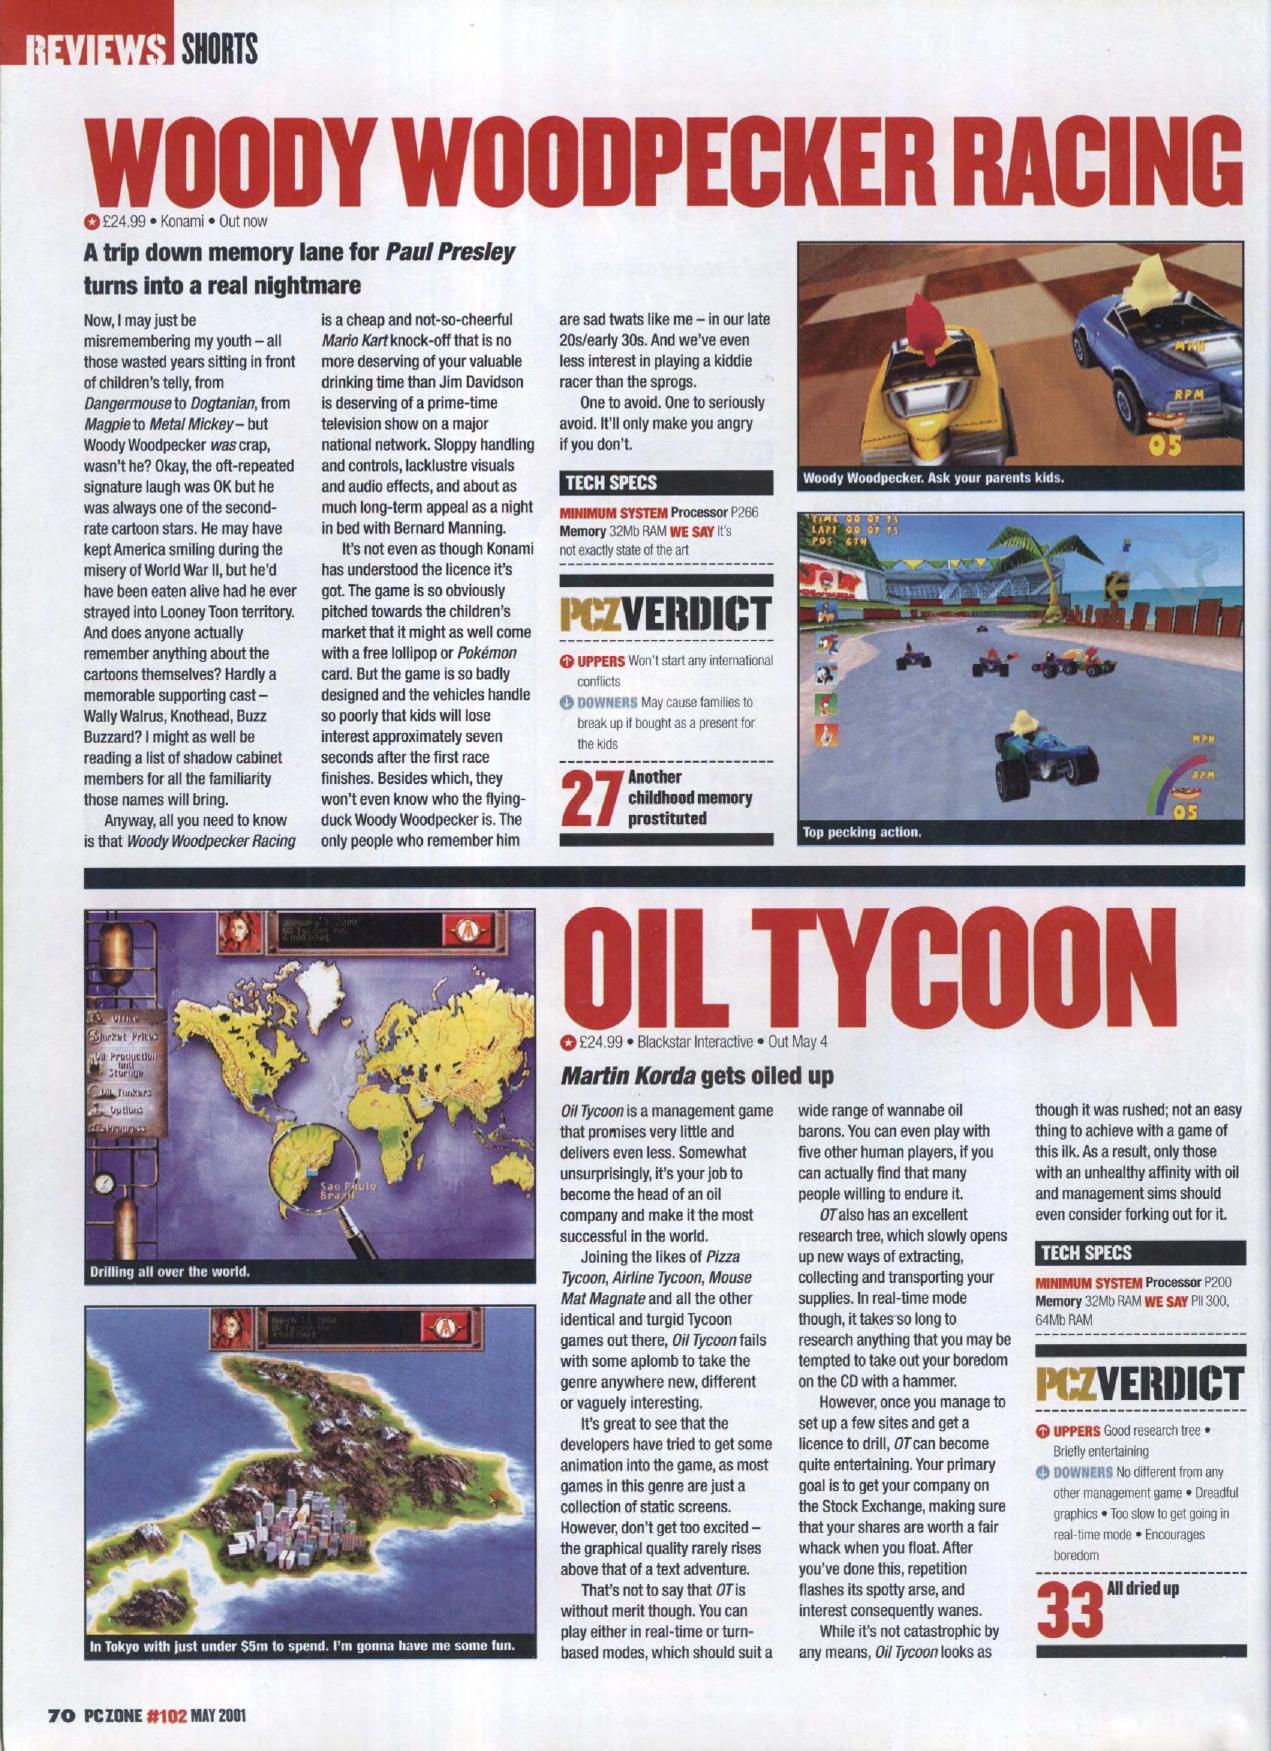 REVIEWS SHORTS
WOODY WOODPECKER RACING
£24.99 • Konami • Out now
A trip down memory lane for Paul Presley
turns into a real nightmare
Now, I may just be
misremembering my youth – all
those wasted years sitting in front
of children's telly, from
Dangermouse to Dogtanian, from
Magpie to Metal Mickey – but
Woody Woodpecker was crap,
wasn't he? Okay, the oft-repeated
signature laugh was OK but he
was always one of the second-
rate cartoon stars. He may have
kept America smiling during the
misery of World War II, but he'd
have been eaten alive had he ever
strayed into Looney Toon territory.
And does anyone actually
remember anything about the
cartoons themselves? Hardly a
memorable supporting cast –
Wally Walrus, Knothead, Buzz
Buzzard? I might as well be
reading a list of shadow cabinet
members for all the familiarity
those names will bring.
Anyway, all you need to know
is that Woody Woodpecker Racing
is a cheap and not-so-cheerful
Mario Kart knock-off that is no
more deserving of your valuable
drinking time than Jim Davidson
is deserving of a prime-time
television show on a major
national network. Sloppy handling
and controls, lacklustre visuals
and audio effects, and about as
much long-term appeal as a night
in bed with Bernard Manning.
It's not even as though Konami
has understood the licence it's
got. The game is so obviously
pitched towards the children's
market that it might as well come
with a free lollipop or Pokémon
card. But the game is so badly
designed and the vehicles handle
so poorly that kids will lose
interest approximately seven
seconds after the first race
finishes. Besides which, they
won't even know who the flying-
duck Woody Woodpecker is. The
only people who remember him
are sad twats like me – in our late
20s/early 30s. And we've even
less interest in playing a kiddie
racer than the sprogs.
One to avoid. One to seriously
avoid. It'll only make you angry
if you don't.
TECH SPECS
MINIMUM SYSTEM Processor P266
Memory 32Mb RAM WE SAY It's
not exactly state of the art
PCZVERDICT
UPPERS Won't start any international
conflicts
DOWNERS May cause families to
break up if bought as a present for
the kids
27 Another
childhood memory
prostituted
MPH
RPM
05
Woody Woodpecker. Ask your parents kids.
TIME 00 07 73
LAP1 00 07 73
POS 6TH
MPH
RPM
05
Top pecking action.
January 7, 2000
Oil Tycoon Inc.
Office
Market Prices
Oil Production
and
Storage
Oil Tankers
Options
Progress
Sao Paulo
Brazil
Drilling all over the world.
In Tokyo with just under $5m to spend. I'm gonna have me some fun.
OIL TYCOON
£24.99 • Blackstar Interactive • Out May 4
Martin Korda gets oiled up
Oil Tycoon is a management game
that promises very little and
delivers even less. Somewhat
unsurprisingly, it's your job to
become the head of an oil
company and make it the most
successful in the world.
Joining the likes of Pizza
Tycoon, Airline Tycoon, Mouse
Mat Magnate and all the other
identical and turgid Tycoon
games out there, Oil Tycoon fails
with some aplomb to take the
genre anywhere new, different
or vaguely interesting.
It's great to see that the
developers have tried to get some
animation into the game, as most
games in this genre are just a
collection of static screens.
However, don't get too excited –
the graphical quality rarely rises
above that of a text adventure.
That's not to say that OT is
without merit though. You can
play either in real-time or turn-
based modes, which should suit a
wide range of wannabe oil
barons. You can even play with
five other human players, if you
can actually find that many
people willing to endure it.
OT also has an excellent
research tree, which slowly opens
up new ways of extracting,
collecting and transporting your
supplies. In real-time mode
though, it takes so long to
research anything that you may be
tempted to take out your boredom
on the CD with a hammer.
However, once you manage to
set up a few sites and get a
licence to drill, OT can become
quite entertaining. Your primary
goal is to get your company on
the Stock Exchange, making sure
that your shares are worth a fair
whack when you float. After
you've done this, repetition
flashes its spotty arse, and
interest consequently wanes.
While it's not catastrophic by
any means, Oil Tycoon looks as
though it was rushed; not an easy
thing to achieve with a game of
this ilk. As a result, only those
with an unhealthy affinity with oil
and management sims should
even consider forking out for it.
TECH SPECS
MINIMUM SYSTEM Processor P200
Memory 32Mb RAM WE SAY PII 300,
64Mb RAM
PCZVERDICT
UPPERS Good research tree •
Briefly entertaining
DOWNERS No different from any
other management game • Dreadful
graphics • Too slow to get going in
real-time mode • Encourages
boredom
33 All dried up
70 PC ZONE #102 MAY 2001